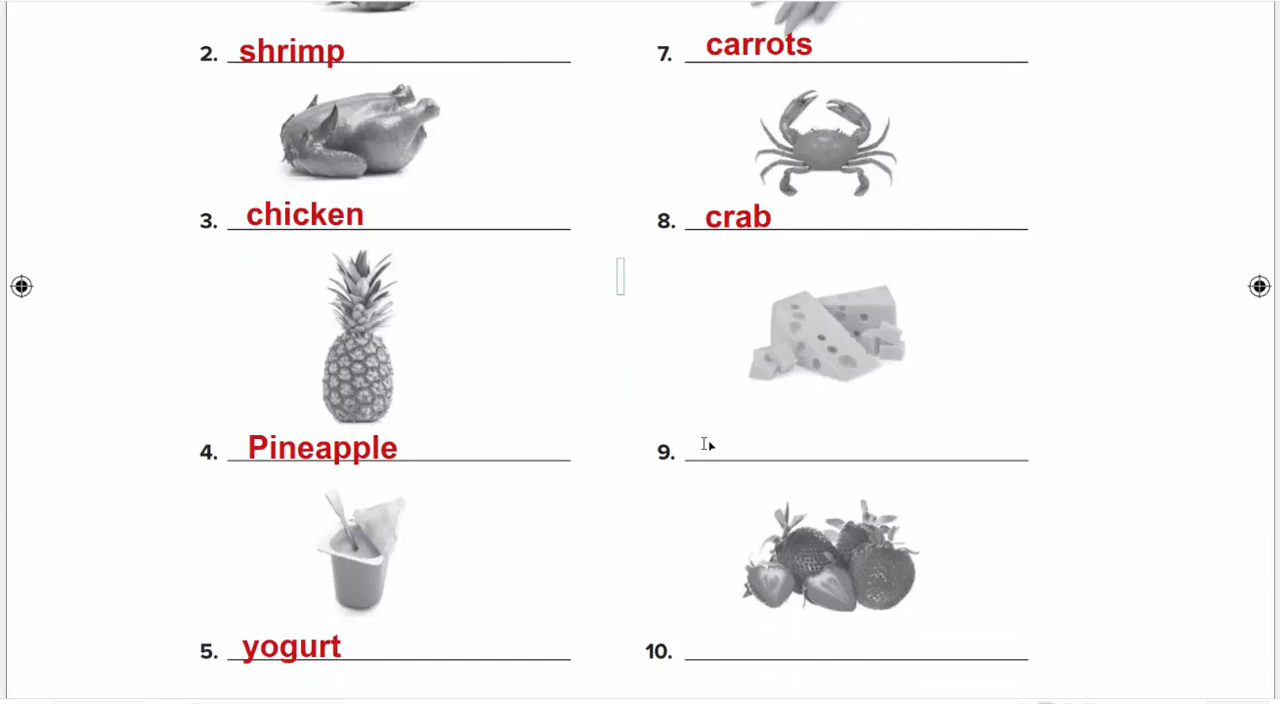 2. shrimp
7. carrots
3. chicken
8. crab
4. Pineapple
9.
5. yogurt
10.